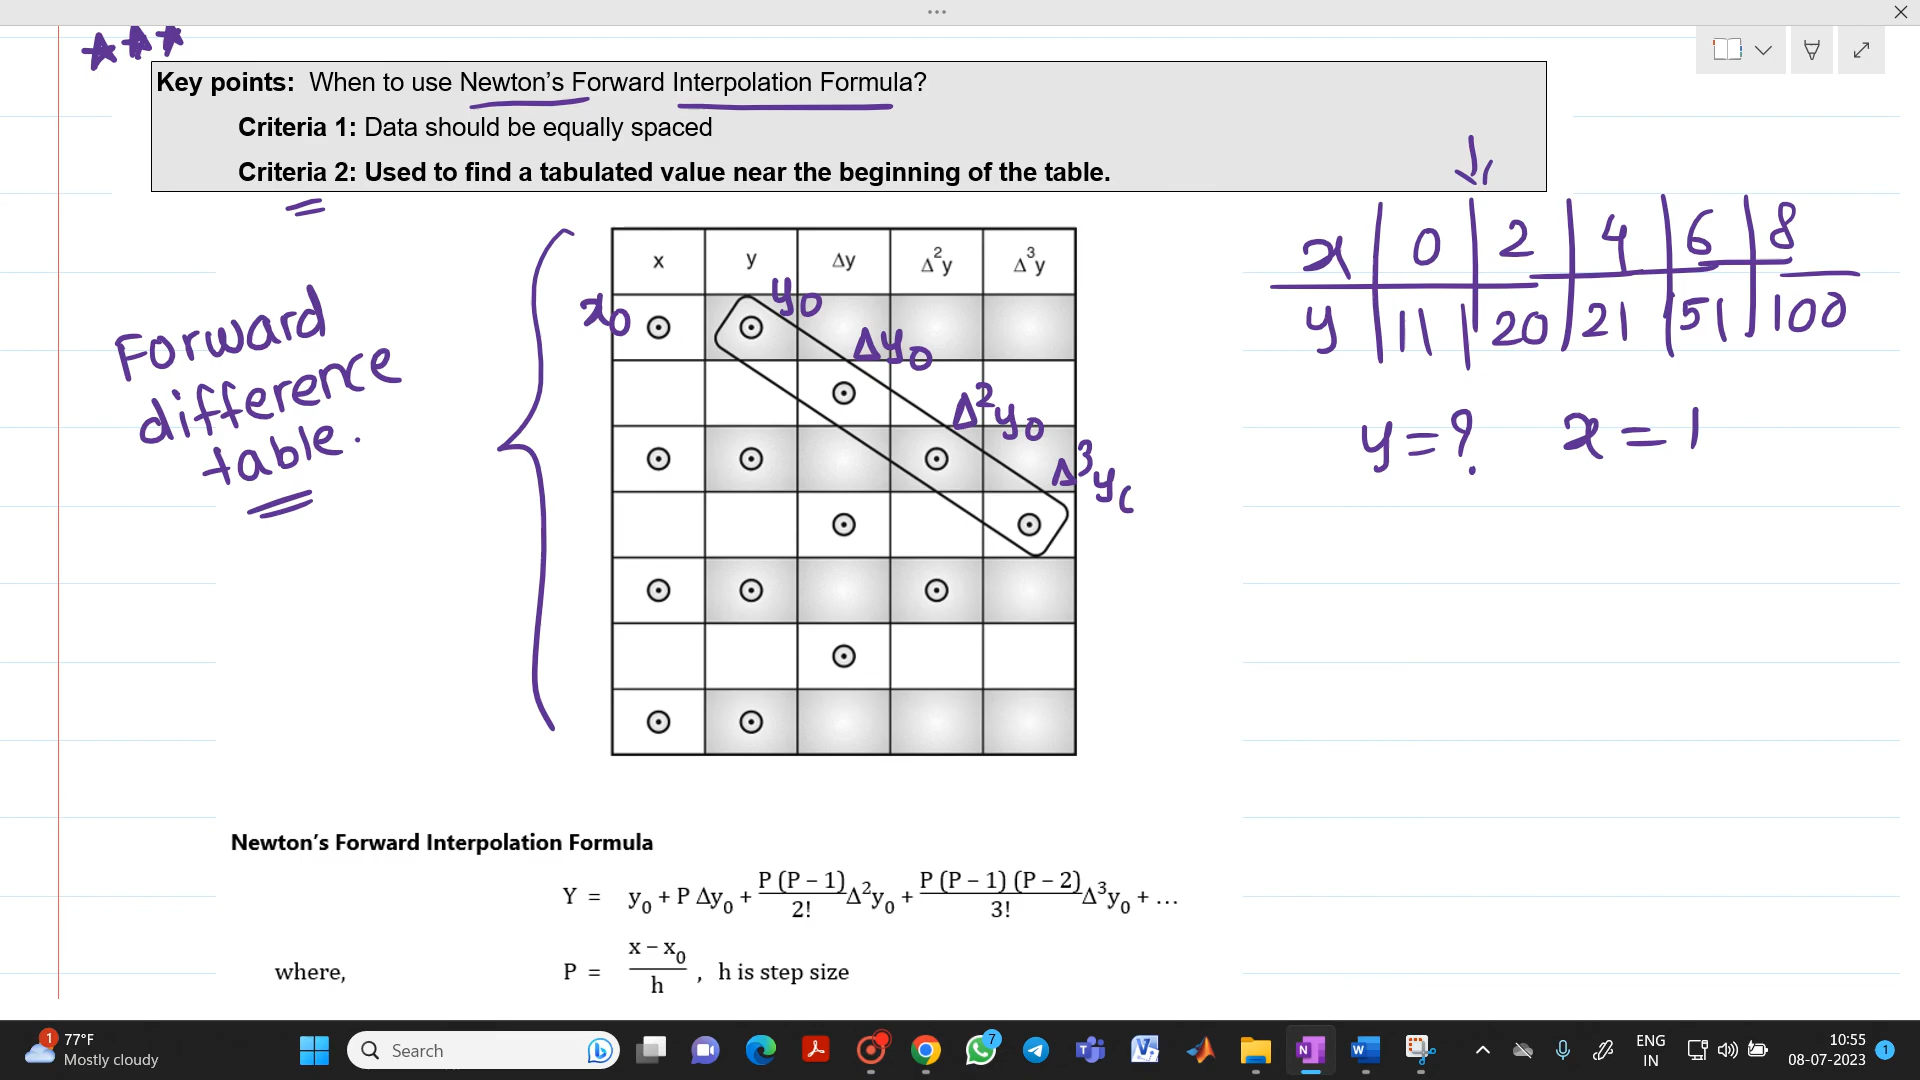 Key points: When to use Newton’s Forward Interpolation Formula?
Criteria 1: Data should be equally spaced
Criteria 2: Used to find a tabulated value near the beginning of the table.
x | 0 | 2 | 4 | 6 | 8
y | 11 | 20 | 21 | 51 | 100
y = ? x = 1
Forward
difference
table.
x y Δy Δ²y Δ³y
x₀ y₀
Δy₀
Δ²y₀
Δ³y
Newton’s Forward Interpolation Formula
Y = y₀ + P Δy₀ + P (P – 1)/2! Δ²y₀ + P (P – 1) (P – 2)/3! Δ³y₀ + …
where, P = x – x₀/h , h is step size
1
77°F
Mostly cloudy
Search
7
ENG
IN
10:55
08-07-2023
1